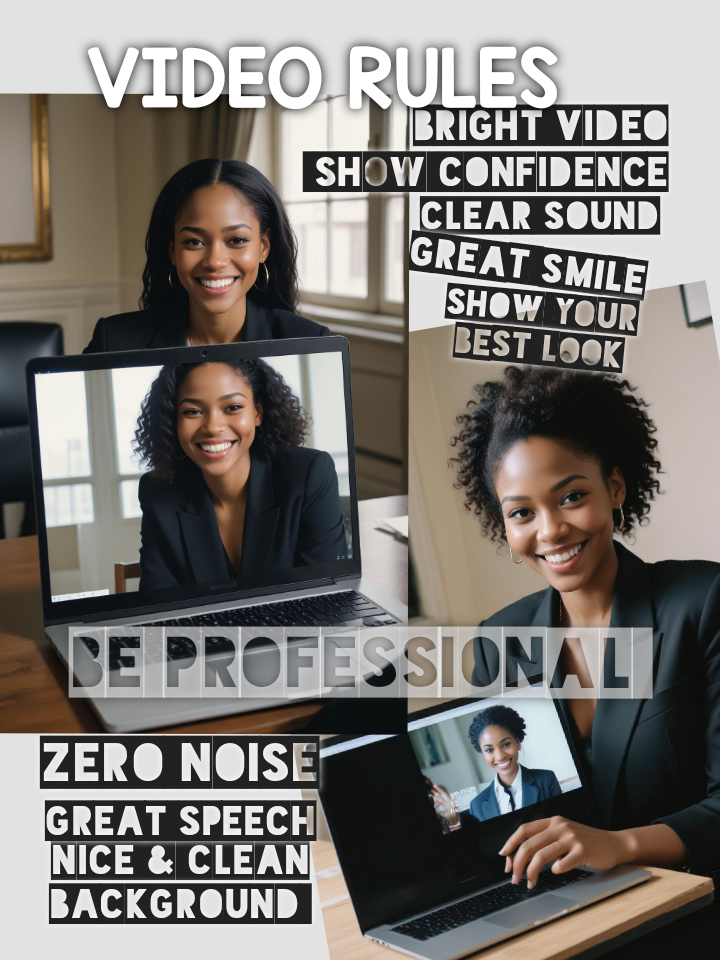 VIDEO RULES
BRIGHT VIDEO
SHOW CONFIDENCE
CLEAR SOUND
GREAT SMILE
SHOW YOUR
BEST LOOK
BE PROFESSIONAL
ZERO NOISE
GREAT SPEECH
NICE & CLEAN
BACKGROUND